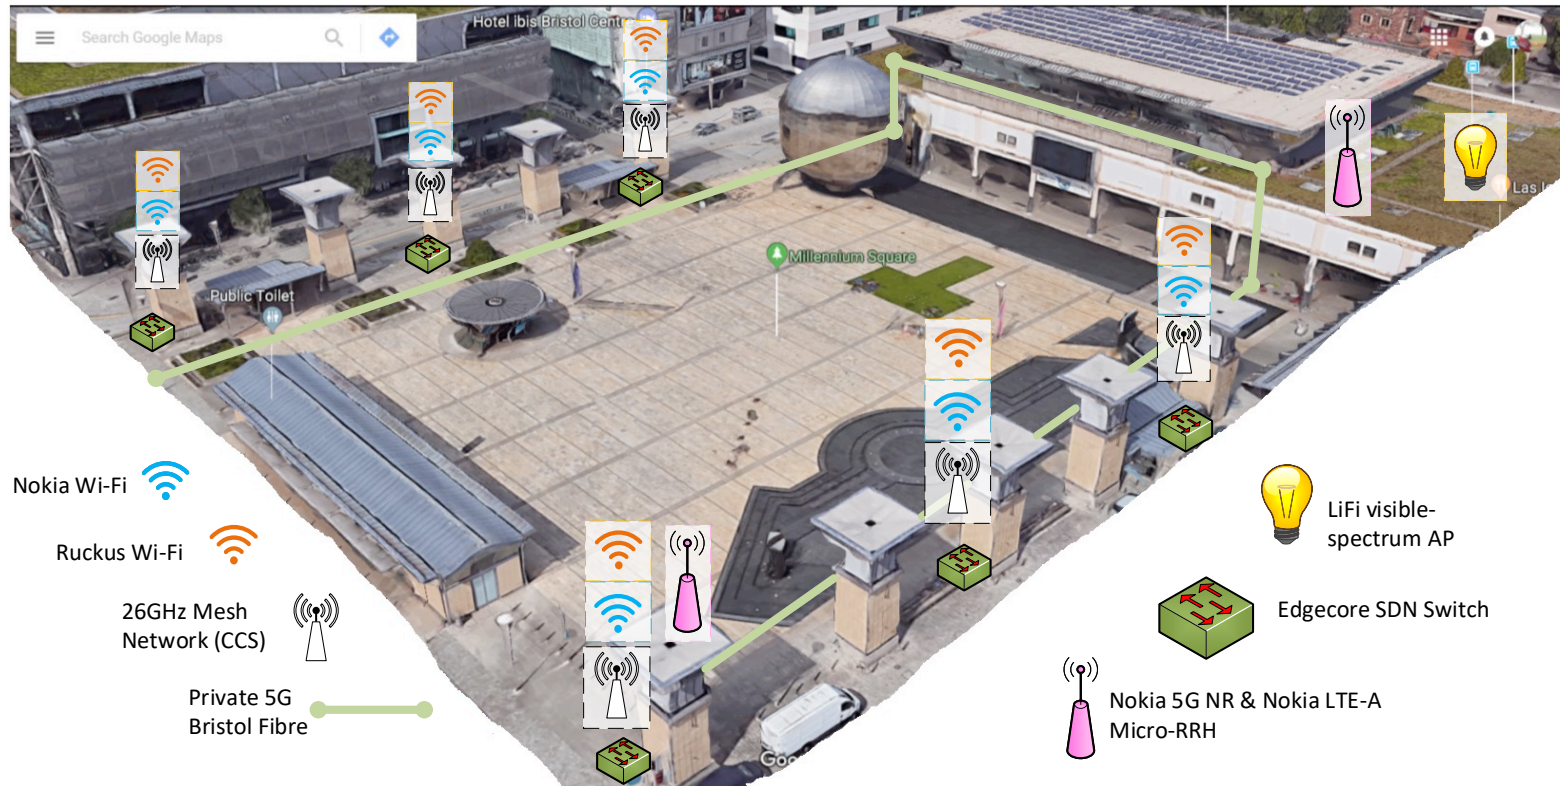 Search Google Maps
Hotel ibis Bristol Centre
Millennium Square
Public Toilet
Nokia Wi-Fi
Ruckus Wi-Fi
26GHz Mesh
Network (CCS)
Private 5G
Bristol Fibre
LiFi visible-
spectrum AP
Edgecore SDN Switch
Nokia 5G NR & Nokia LTE-A
Micro-RRH